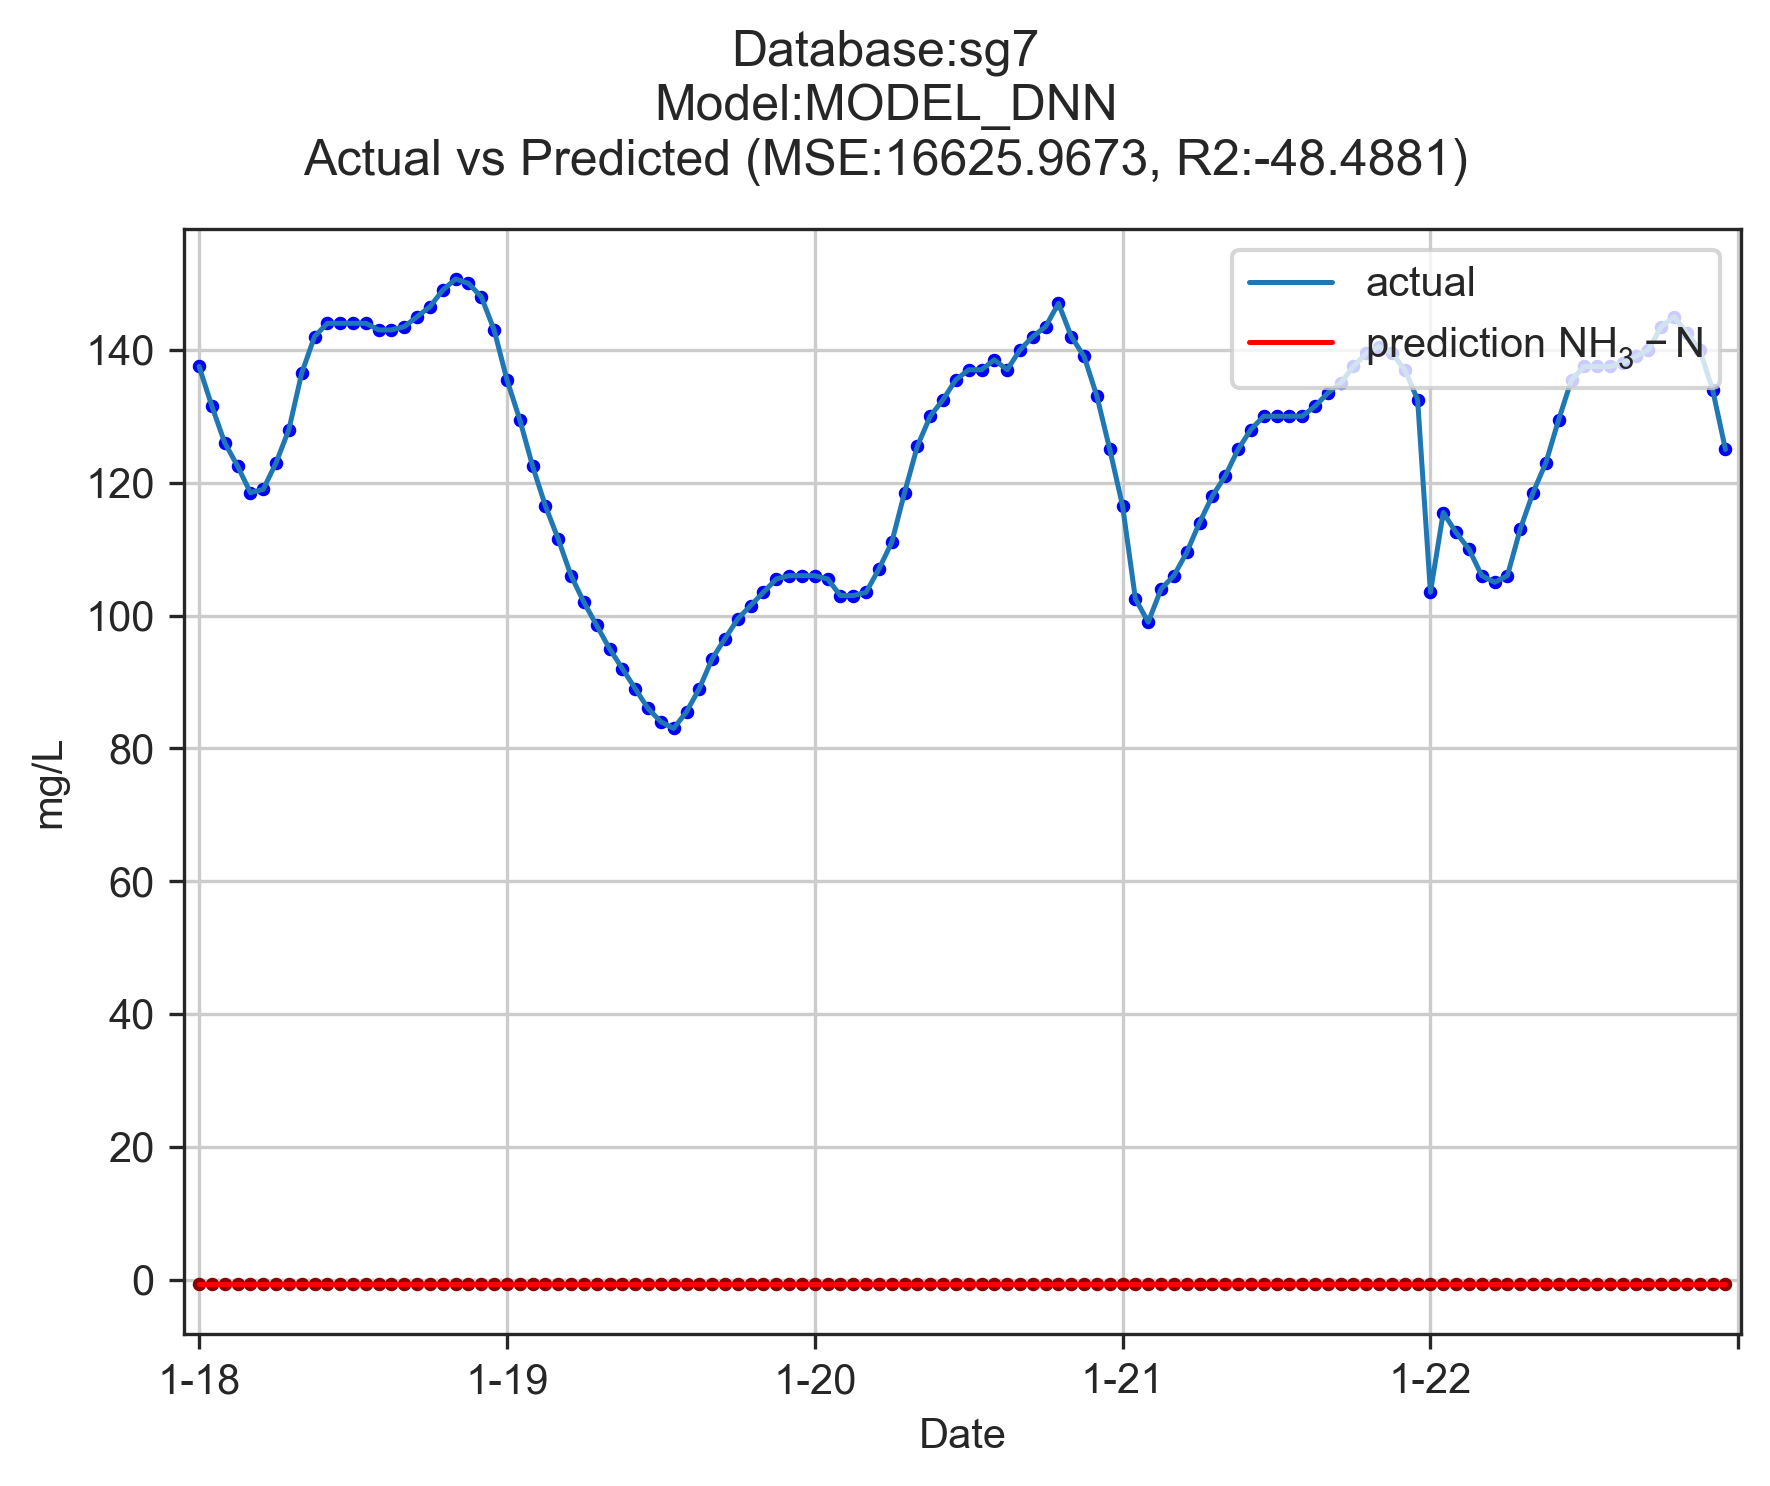 Database:sg7
Model:MODEL_DNN
Actual vs Predicted (MSE:16625.9673, R2:-48.4881)
actual
prediction NH₃ – N
140
120
100
80
60
40
20
0
mg/L
1-18 1-19 1-20 1-21 1-22
Date